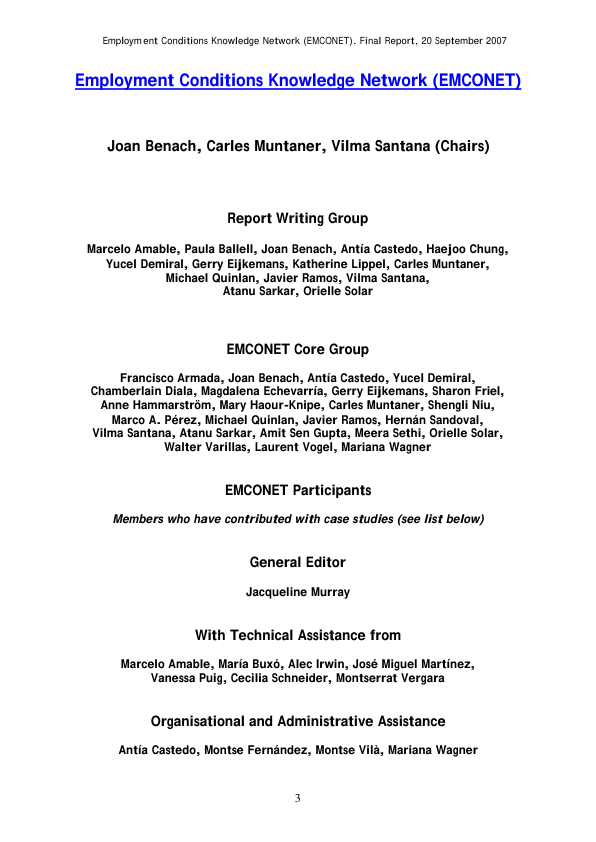 Employment Conditions Knowledge Network (EMCONET). Final Report, 20 September 2007
Employment Conditions Knowledge Network (EMCONET)
Joan Benach, Carles Muntaner, Vilma Santana (Chairs)
Report Writing Group
Marcelo Amable, Paula Ballell, Joan Benach, Antía Castedo, Haejoo Chung,
Yucel Demiral, Gerry Eijkemans, Katherine Lippel, Carles Muntaner,
Michael Quinlan, Javier Ramos, Vilma Santana,
Atanu Sarkar, Orielle Solar
EMCONET Core Group
Francisco Armada, Joan Benach, Antía Castedo, Yucel Demiral,
Chamberlain Diala, Magdalena Echevarría, Gerry Eijkemans, Sharon Friel,
Anne Hammarström, Mary Haour-Knipe, Carles Muntaner, Shengli Niu,
Marco A. Pérez, Michael Quinlan, Javier Ramos, Hernán Sandoval,
Vilma Santana, Atanu Sarkar, Amit Sen Gupta, Meera Sethi, Orielle Solar,
Walter Varillas, Laurent Vogel, Mariana Wagner
EMCONET Participants
Members who have contributed with case studies (see list below)
General Editor
Jacqueline Murray
With Technical Assistance from
Marcelo Amable, María Buxó, Alec Irwin, José Miguel Martínez,
Vanessa Puig, Cecilia Schneider, Montserrat Vergara
Organisational and Administrative Assistance
Antía Castedo, Montse Fernández, Montse Vilà, Mariana Wagner
3